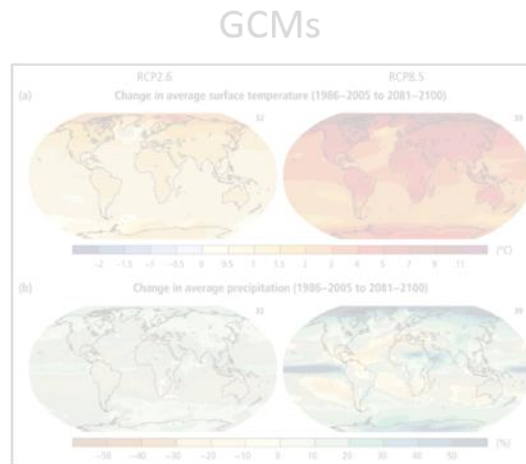 GCMs
RCP2.6 RCP8.5
(a) Change in average surface temperature (1986–2005 to 2081–2100)
32 39
−2 −1.5 −1 −0.5 0 0.5 1 1.5 2 3 4 5 7 9 11 (°C)
(b) Change in average precipitation (1986–2005 to 2081–2100)
32 39
−50 −40 −30 −20 −10 0 10 20 30 40 50 (%)